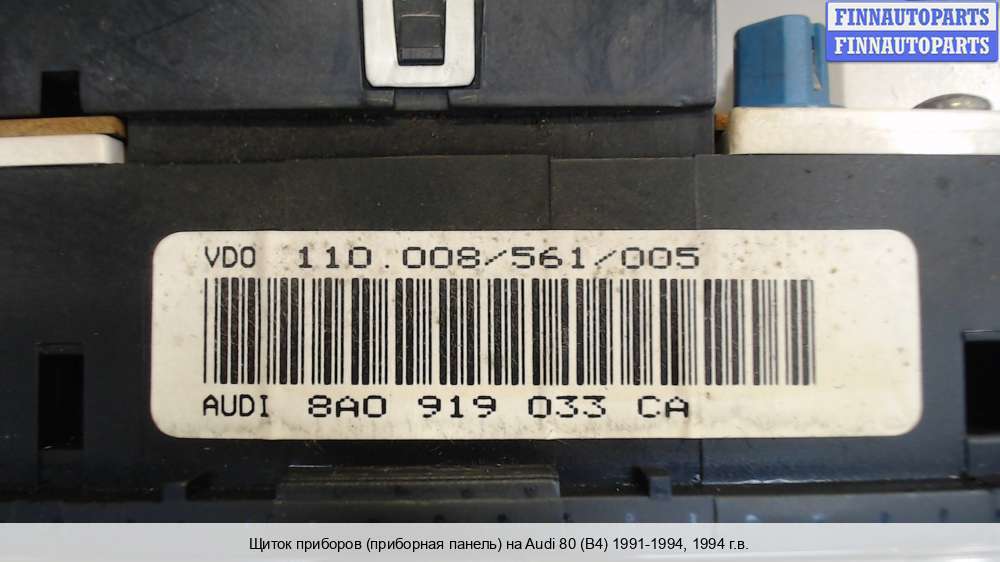 FINNAUTOPARTS
FINNAUTOPARTS
VDO 110.008/561/005
AUDI 8A0 919 033 CA
Щиток приборов (приборная панель) на Audi 80 (B4) 1991-1994, 1994 г.в.